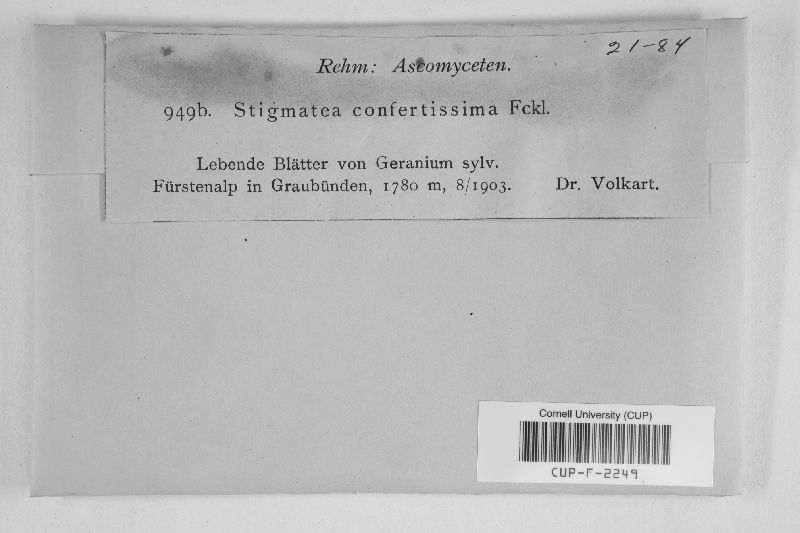 21-84
Rehm: Ascomyceten.
949b. Stigmatea confertissima Fckl.
Lebende Blätter von Geranium sylv.
Fürstenalp in Graubünden, 1780 m, 8/1903. Dr. Volkart.
Cornell University (CUP)
CUP-F-2249